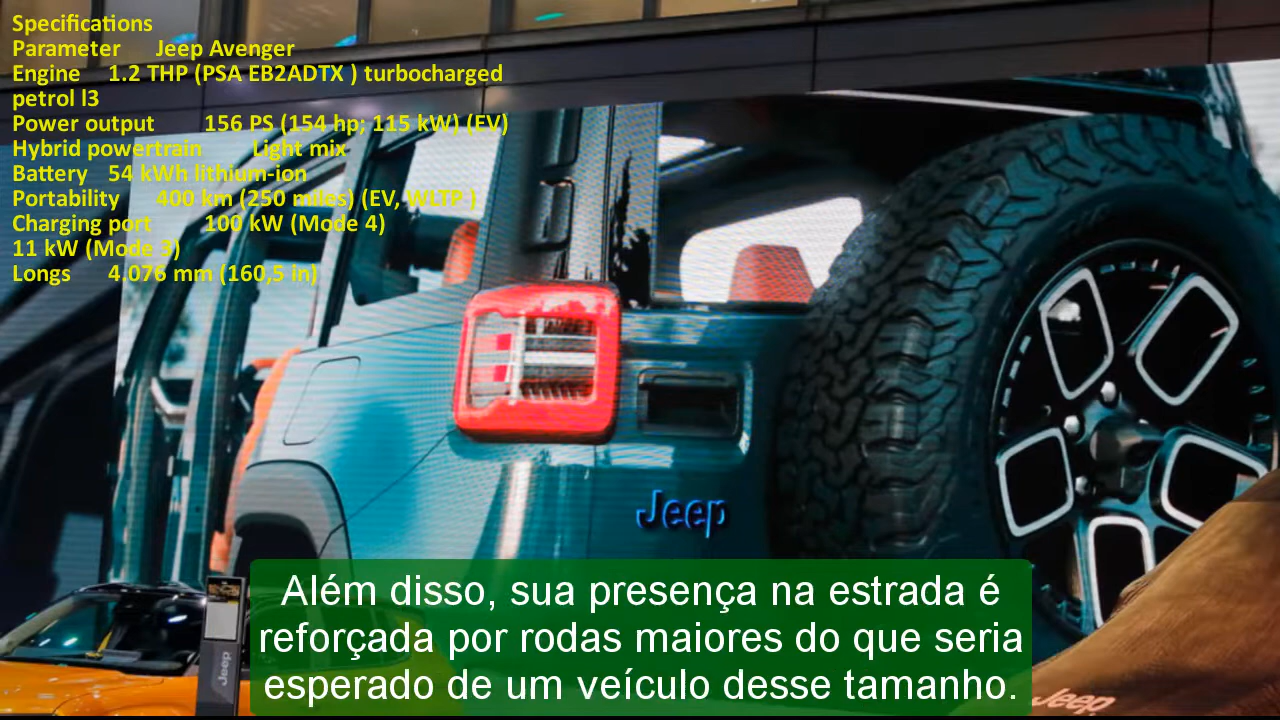 Specifications
Parameter Jeep Avenger
Engine 1.2 THP (PSA EB2ADTX ) turbocharged
petrol l3
Power output 156 PS (154 hp; 115 kW) (EV)
Hybrid powertrain Light mix
Battery 54 kWh lithium-ion
Portability 400 km (250 miles) (EV, WLTP )
Charging port 100 kW (Mode 4)
11 kW (Mode 3)
Longs 4.076 mm (160,5 in)
Jeep
Jeep
Jeep
Além disso, sua presença na estrada é
reforçada por rodas maiores do que seria
esperado de um veículo desse tamanho.